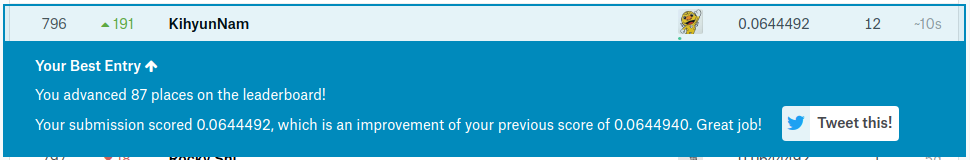 796 191 KihyunNam 0.0644492 12 ~10s
Your Best Entry
You advanced 87 places on the leaderboard!
Your submission scored 0.0644492, which is an improvement of your previous score of 0.0644940. Great job! Tweet this!